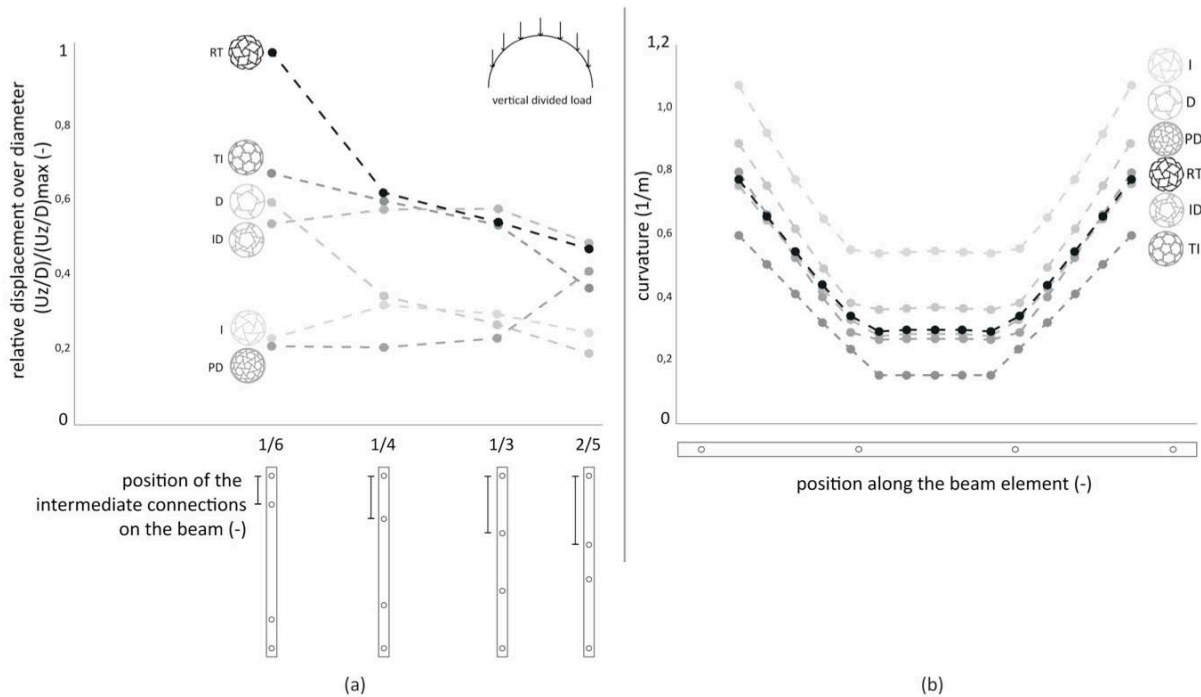 relative displacement over diameter
(Uz/D)/(Uz/D)max (-)
1
0,8
0,6
0,4
0,2
0
RT
TI
D
ID
I
PD
vertical divided load
1/6
1/4
1/3
2/5
position of the
intermediate connections
on the beam (-)
(a)
curvature (1/m)
1,2
1,0
0,8
0,6
0,4
0,2
0
I
D
PD
RT
ID
TI
position along the beam element (-)
(b)